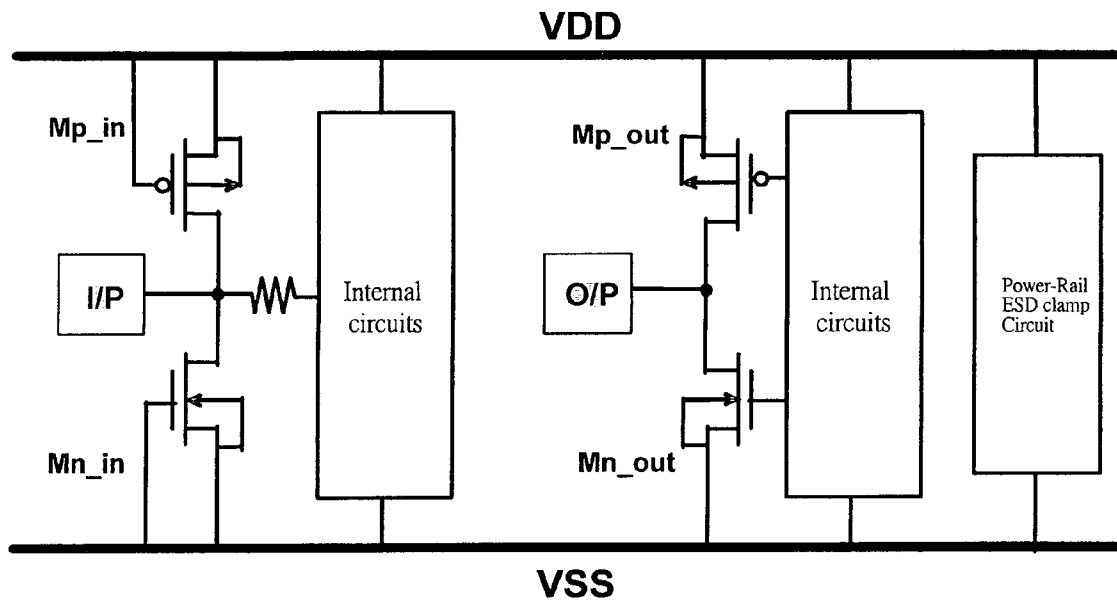 VDD
Mp_in
Mp_out
I/P
Internal
circuits
O/P
Internal
circuits
Power-Rail
ESD clamp
Circuit
Mn_in
Mn_out
VSS